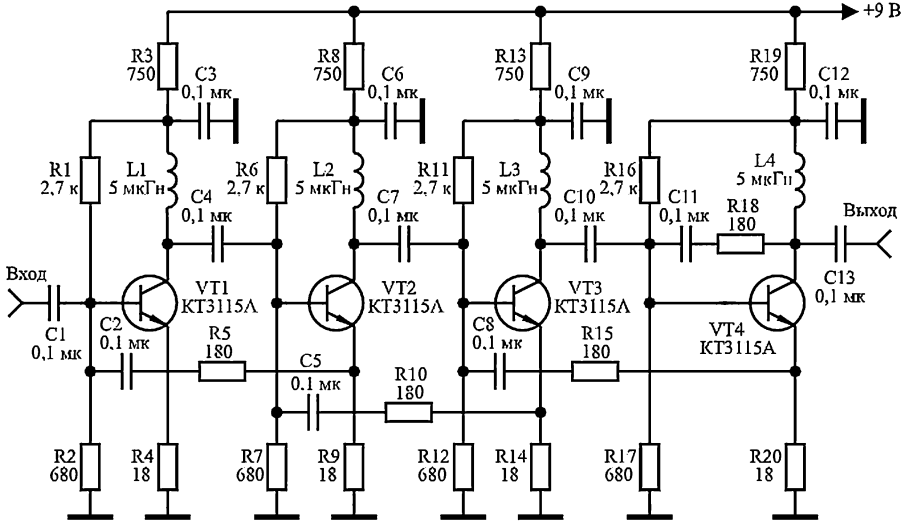 +9 В
R3
750
C3
0,1 мк
R8
750
C6
0,1 мк
R13
750
C9
0,1 мк
R19
750
C12
0,1 мк
R1
2,7 к
L1
5 мкГн
C4
0,1 мк
R6
2,7 к
L2
5 мкГн
C7
0,1 мк
R11
2,7 к
L3
5 мкГн
C10
0,1 мк
R16
2,7 к
C11
0,1 мк
R18
180
L4
5 мкГн
Выход
C13
0,1 мк
Вход
C1
0,1 мк
VT1
КТ3115А
C2
0,1 мк
R5
180
VT2
КТ3115А
C5
0,1 мк
R10
180
VT3
КТ3115А
C8
0,1 мк
R15
180
VT4
КТ3115А
R2
680
R4
18
R7
680
R9
18
R12
680
R14
18
R17
680
R20
18